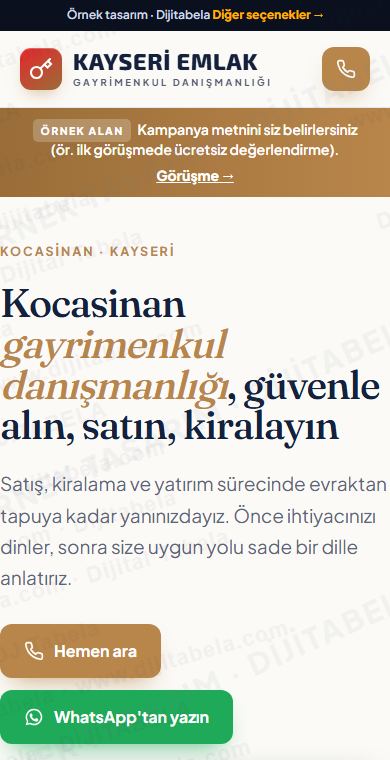 Örnek tasarım · Dijitabela Diğer seçenekler →
KAYSERİ EMLAK
GAYRİMENKUL DANIŞMANLIĞI
ÖRNEK ALAN Kampanya metnini siz belirlersiniz
(ör. ilk görüşmede ücretsiz değerlendirme).
Görüşme →
KOCASİNAN · KAYSERİ
Kocasinan
gayrimenkul
danışmanlığı, güvenle
alın, satın, kiralayın
Satış, kiralama ve yatırım sürecinde evraktan
tapuya kadar yanınızdayız. Önce ihtiyacınızı
dinler, sonra size uygun yolu sade bir dille
anlatırız.
Hemen ara
WhatsApp'tan yazın